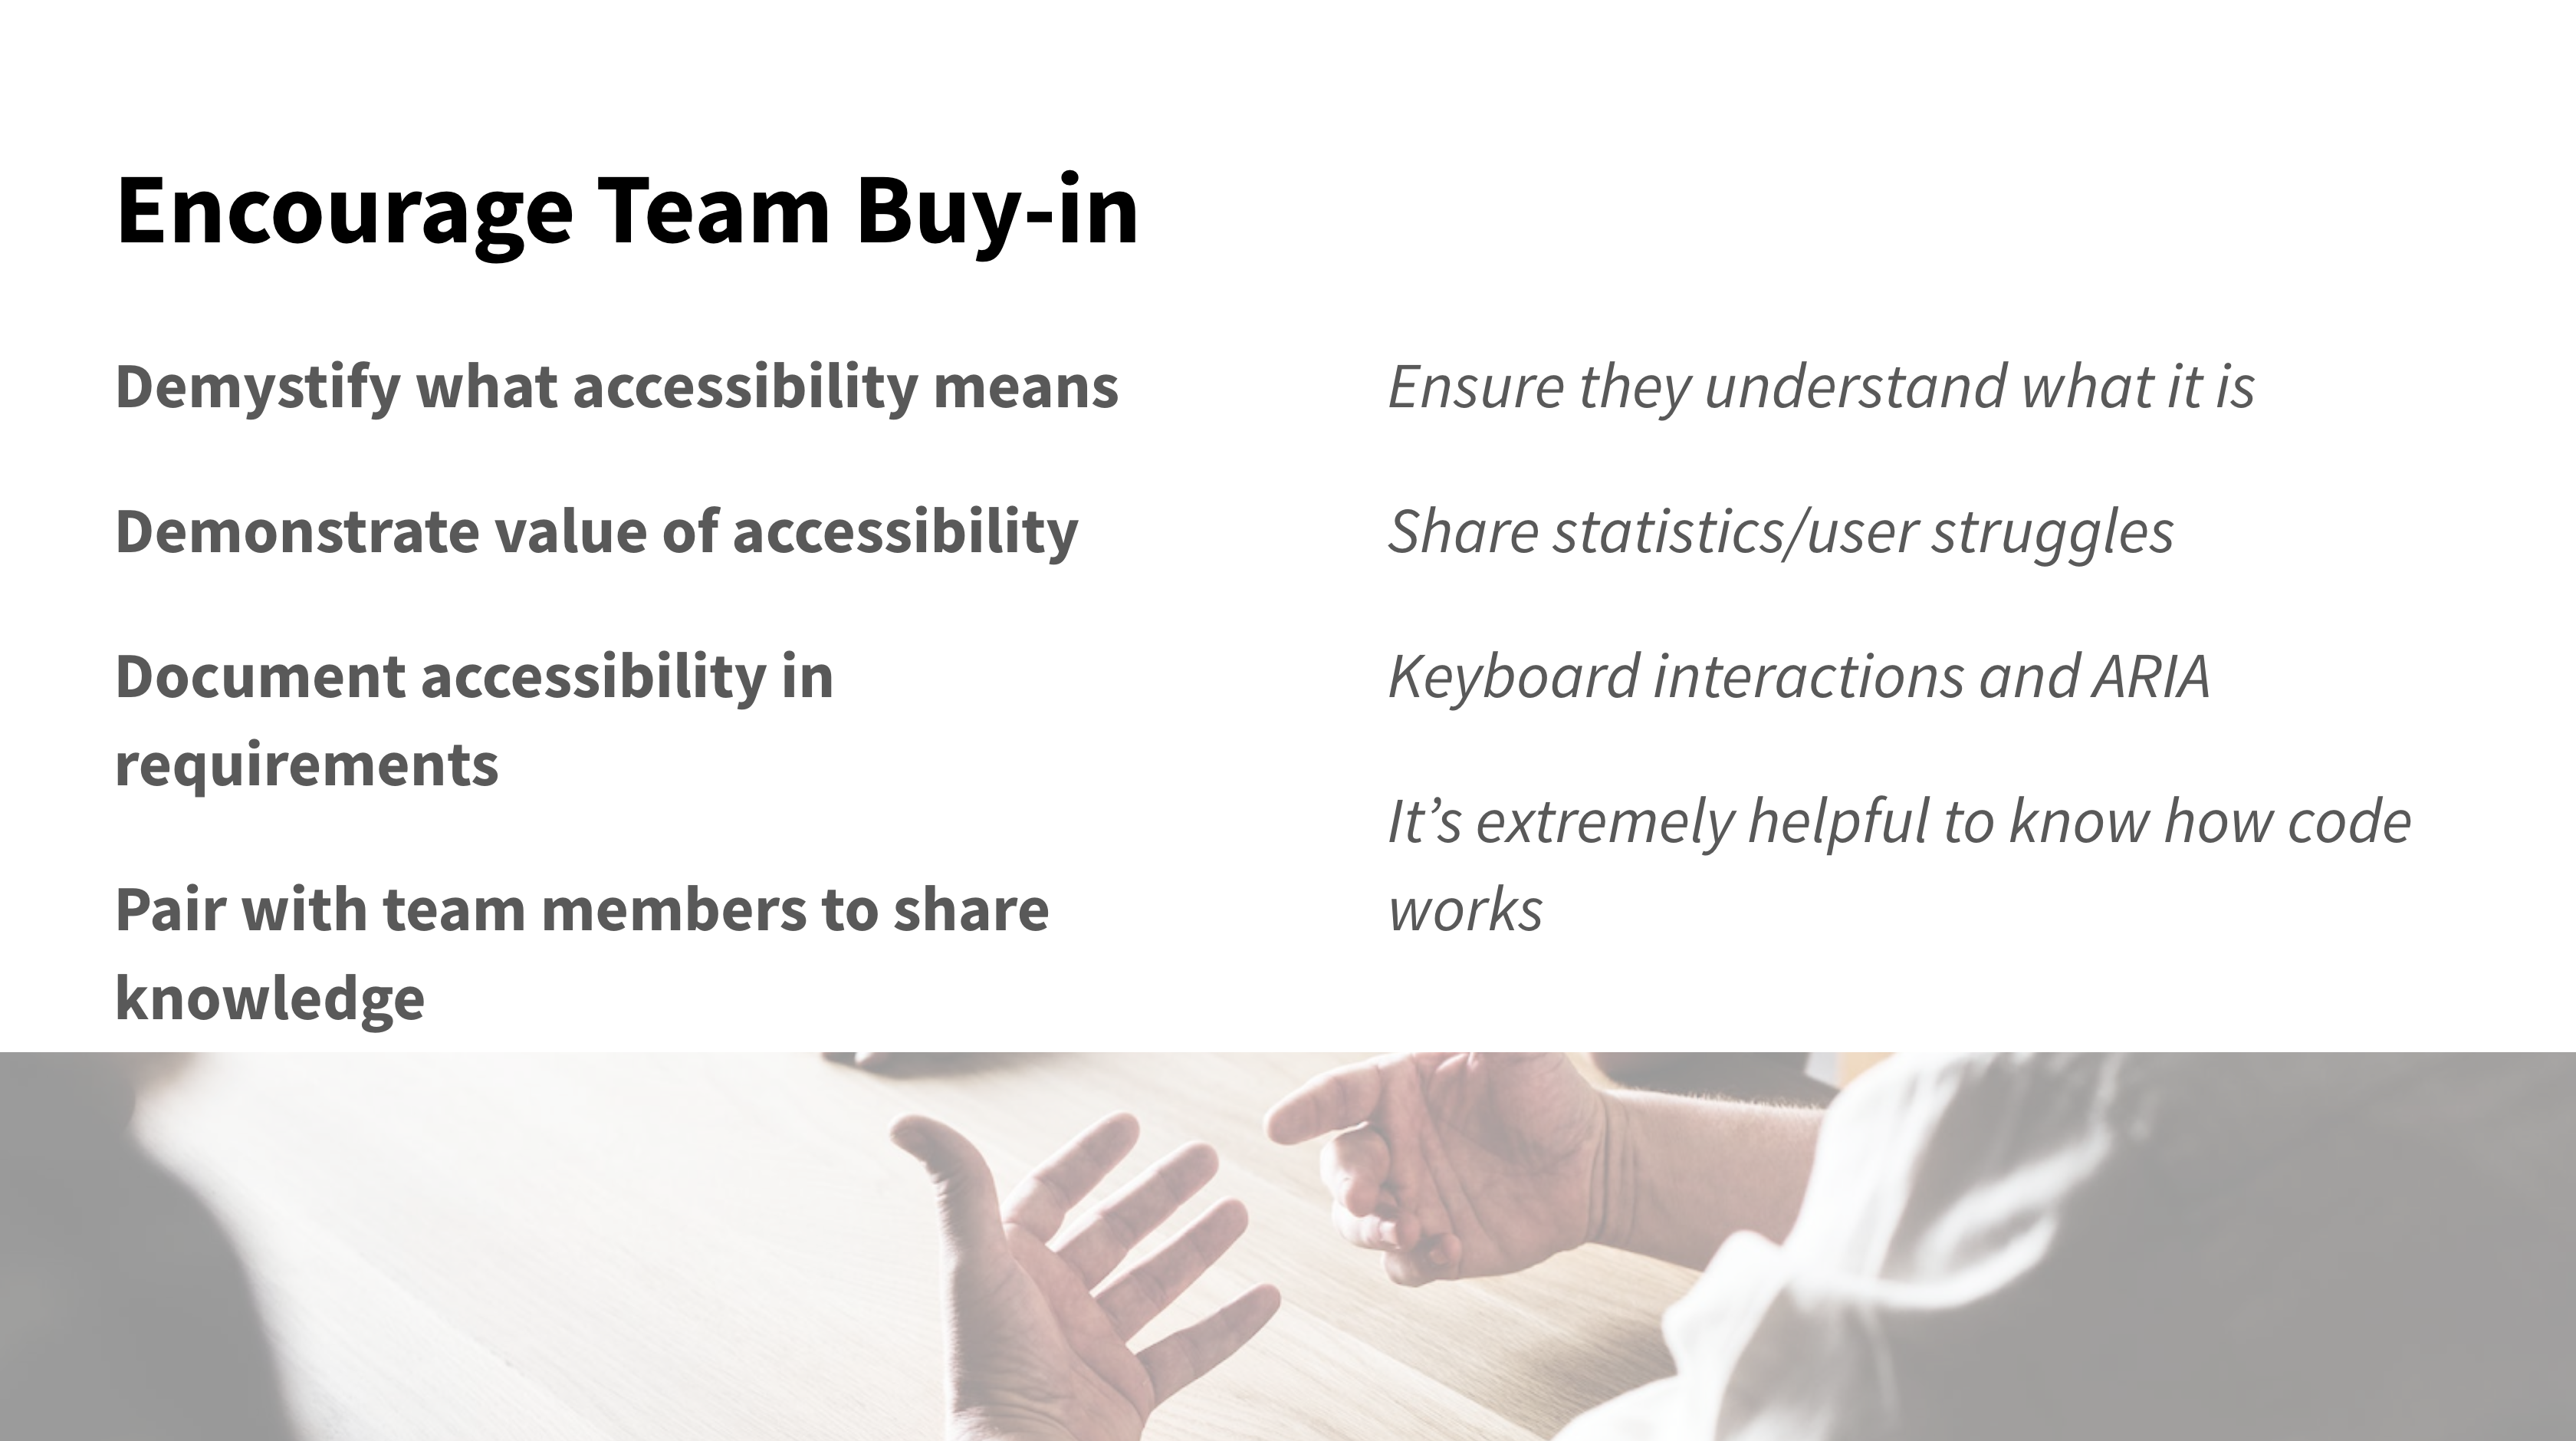 Encourage Team Buy-in
Demystify what accessibility means
Demonstrate value of accessibility
Document accessibility in
requirements
Pair with team members to share
knowledge
Ensure they understand what it is
Share statistics/user struggles
Keyboard interactions and ARIA
It’s extremely helpful to know how code
works